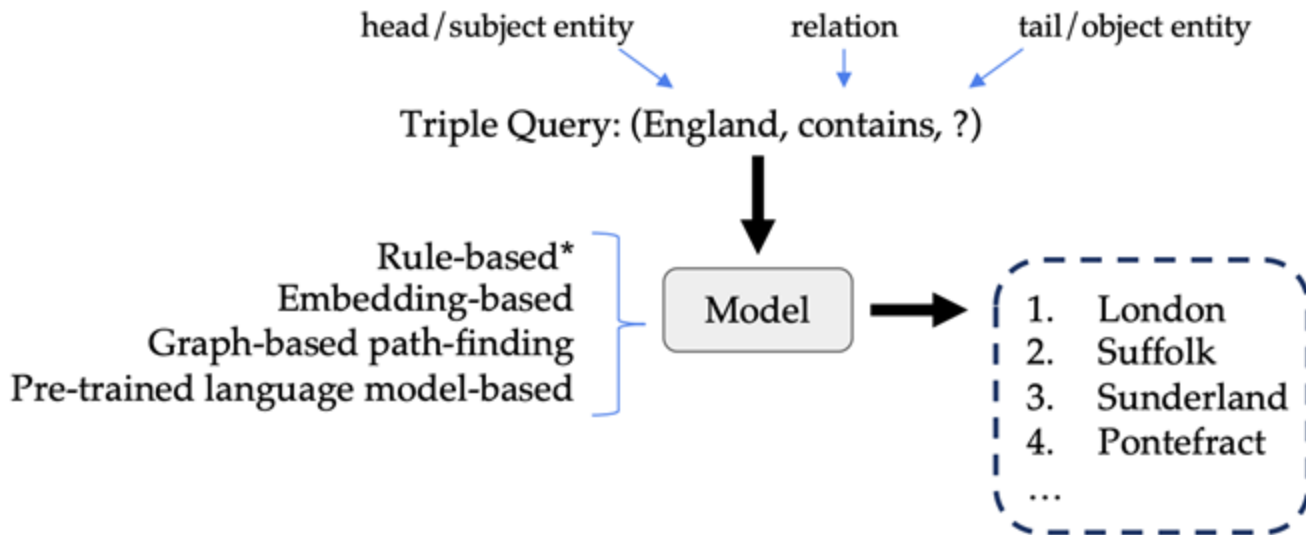 head/subject entity relation tail/object entity
Triple Query: (England, contains, ?)
Rule-based*
Embedding-based
Graph-based path-finding
Pre-trained language model-based
Model
1. London
2. Suffolk
3. Sunderland
4. Pontefract
...